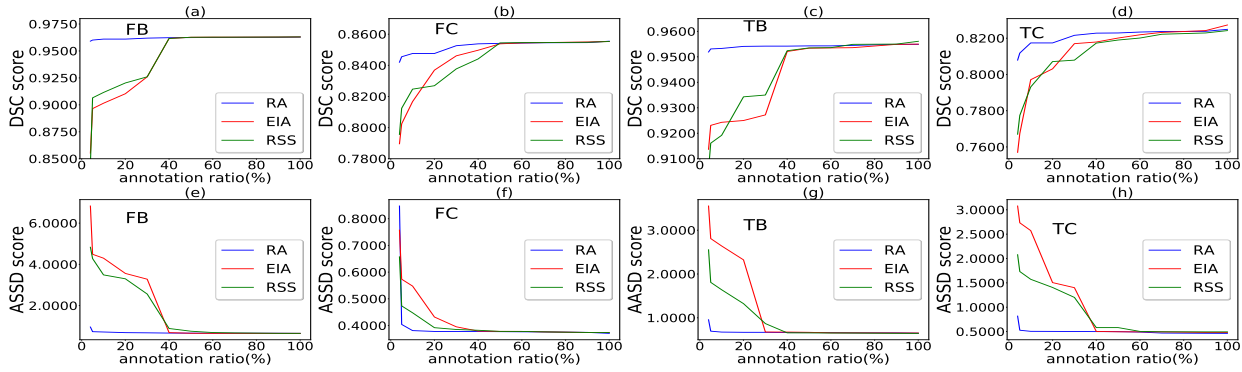 (a) (b) (c) (d)
DSC score
0.9750
0.9500
0.9250
0.9000
0.8750
0.8500
FB
RA
EIA
RSS
0 20 40 60 80 100
annotation ratio(%)
DSC score
0.8600
0.8400
0.8200
0.8000
0.7800
FC
RA
EIA
RSS
0 20 40 60 80 100
annotation ratio(%)
DSC score
0.9600
0.9500
0.9400
0.9300
0.9200
0.9100
TB
RA
EIA
RSS
0 20 40 60 80 100
annotation ratio(%)
DSC score
0.8200
0.8000
0.7800
0.7600
TC
RA
EIA
RSS
0 20 40 60 80 100
annotation ratio(%)
(e) (f) (g) (h)
ASSD score
6.0000
4.0000
2.0000
FB
RA
EIA
RSS
0 20 40 60 80 100
annotation ratio(%)
ASSD score
0.8000
0.7000
0.6000
0.5000
0.4000
FC
RA
EIA
RSS
0 20 40 60 80 100
annotation ratio(%)
AASD score
3.0000
2.0000
1.0000
TB
RA
EIA
RSS
0 20 40 60 80 100
annotation ratio(%)
ASSD score
3.0000
2.5000
2.0000
1.5000
1.0000
0.5000
TC
RA
EIA
RSS
0 20 40 60 80 100
annotation ratio(%)